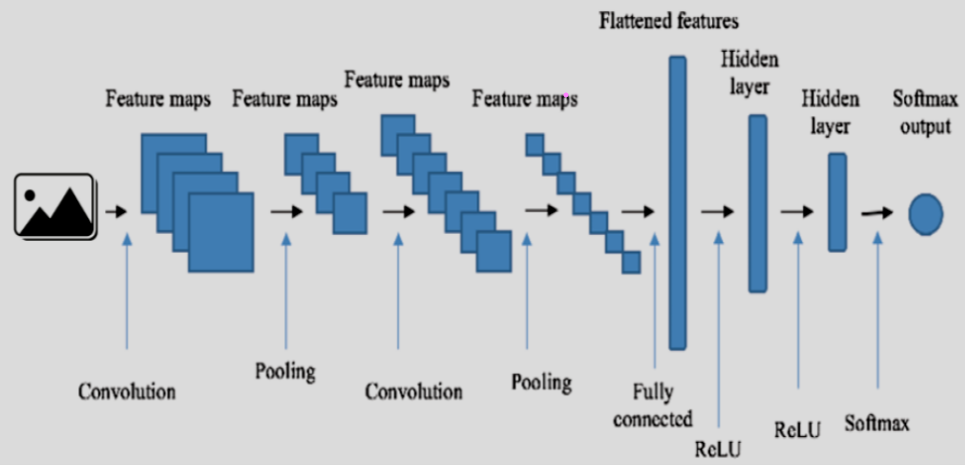 Flattened features
Hidden
layer
Feature maps
Feature maps
Feature maps
Feature maps
Hidden
layer
Softmax
output
Convolution
Pooling
Convolution
Pooling
Fully
connected
ReLU
ReLU
Softmax